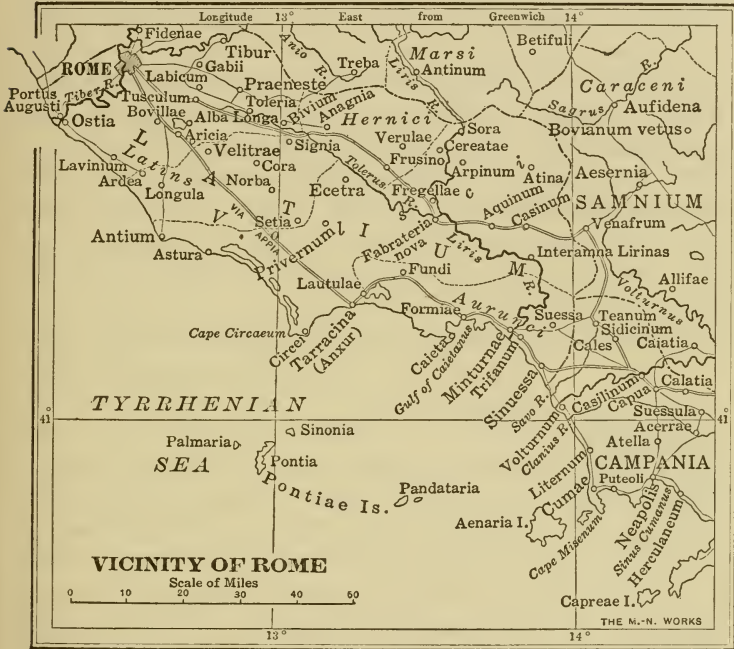 Longitude 13° East from Greenwich 14°
Fidenae
Betifuli
Tibur
Anio R.
Marsi
ROME
Gabii
Treba
Liris R.
Antinum
Caraceni
Labicum
Praeneste
Portus
Augusti
Tiber R.
Tusculum
Toleria
Sagrus R.
Aufidena
Ostia
Bovillae
Alba Longa
Bivium
Anagnia
Hernici
Bovianum vetus
Aricia
Signia
Verulae
Sora
Cereatae
LATIUM
Latins
Velitrae
Frusino
Lavinium
Cora
Tolerus R.
Arpinum
Atina
Aesernia
Ardea
Norba
Ecetra
Fregellae
Longula
Aquinum
SAMNIUM
Volsci
VIA
APPIA
Setia
Casinum
Venafrum
Antium
Privernum
Fabrateria
nova
Liris R.
Astura
Interamna Lirinas
Lautulae
Fundi
Volturnus
Allifae
Formiae
Aurunci
Suessa
Teanum
Sidicinum
Cape Circaeum
Circei
Tarracina
(Anxur)
Caieta
Gulf of Caietanus
Minturnae
Trifanum
Cales
Caiatia
Sinuessa
Casilinum
Capua
Calatia
41° TYRRHENIAN 41°
SEA
Savo R.
Suessula
Sinonia
Volturnum
Clanius R.
Acerrae
Palmaria
Atella
Pontia
Liternum
CAMPANIA
Pontiae Is.
Pandataria
Cumae
Puteoli
Aenaria I.
Cape Misenum
Neapolis
Sinus Cumanus
Herculaneum
VICINITY OF ROME
Scale of Miles
0 10 20 30 40 60
Capreae I.
THE M.-N. WORKS
13° 14°